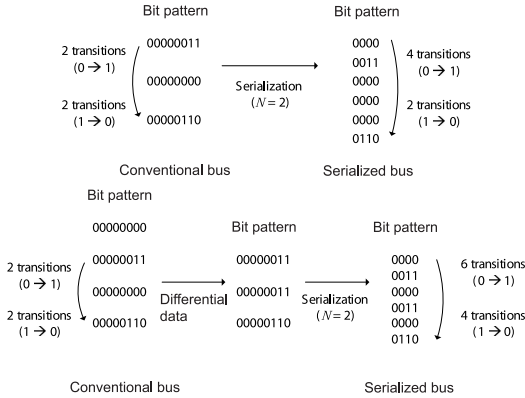 Bit pattern
Bit pattern
2 transitions
(0 → 1)
2 transitions
(1 → 0)
00000011
00000000
00000110
Serialization
(N = 2)
0000
0011
0000
0000
0000
0110
4 transitions
(0 → 1)
2 transitions
(1 → 0)
Conventional bus
Serialized bus
Bit pattern
00000000
00000011
00000000
00000110
2 transitions
(0 → 1)
2 transitions
(1 → 0)
Differential
data
Bit pattern
00000011
00000011
00000110
Serialization
(N = 2)
Bit pattern
0000
0011
0000
0011
0000
0110
6 transitions
(0 → 1)
4 transitions
(1 → 0)
Conventional bus
Serialized bus